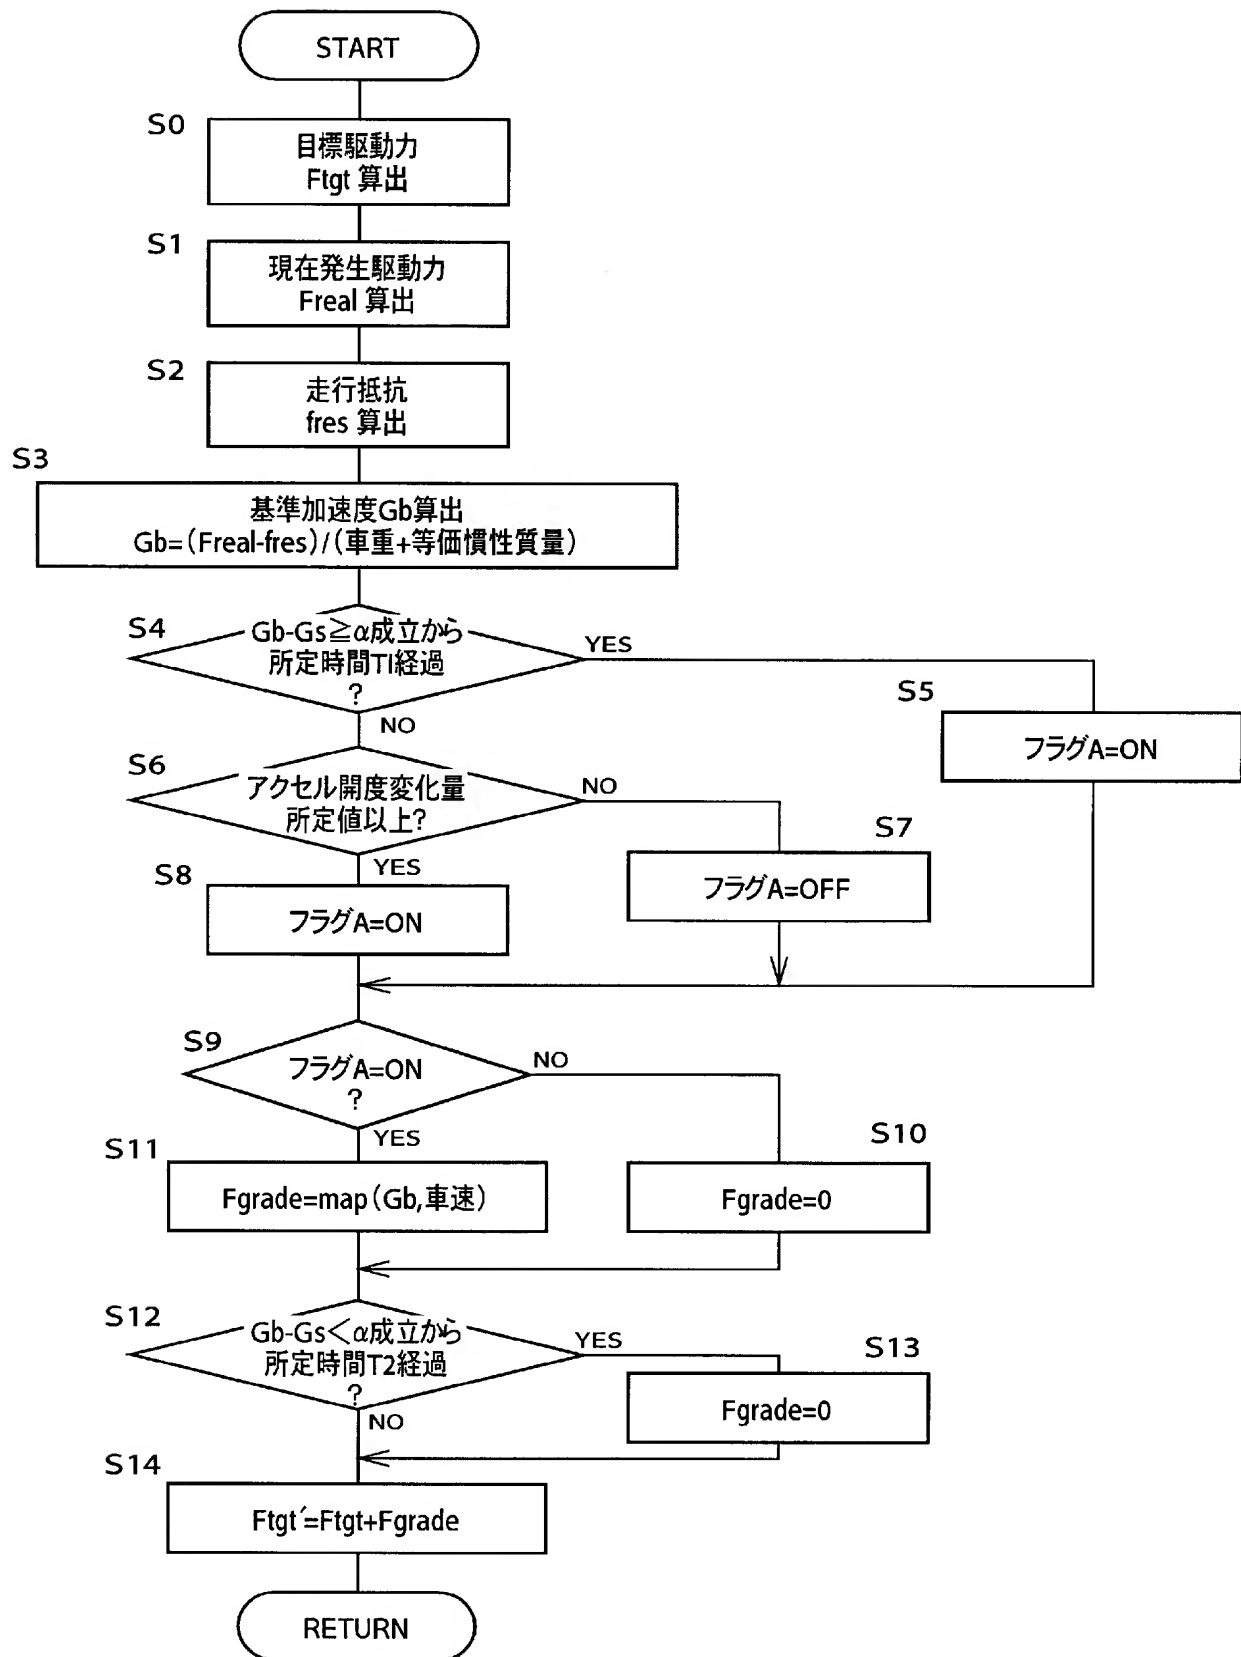 START
S0
目標駆動力
Ftgt 算出
S1
現在発生駆動力
Freal 算出
S2
走行抵抗
fres 算出
S3
基準加速度Gb算出
Gb=(Freal-fres)/(車重+等価慣性質量)
S4
Gb-Gs≧α成立から
所定時間T1経過
?
YES
NO
S5
フラグA=ON
S6
アクセル開度変化量
所定値以上?
NO
YES
S7
フラグA=OFF
S8
フラグA=ON
S9
フラグA=ON
?
NO
YES
S10
Fgrade=0
S11
Fgrade=map(Gb,車速)
S12
Gb-Gs<α成立から
所定時間T2経過
?
YES
NO
S13
Fgrade=0
S14
Ftgt´=Ftgt+Fgrade
RETURN